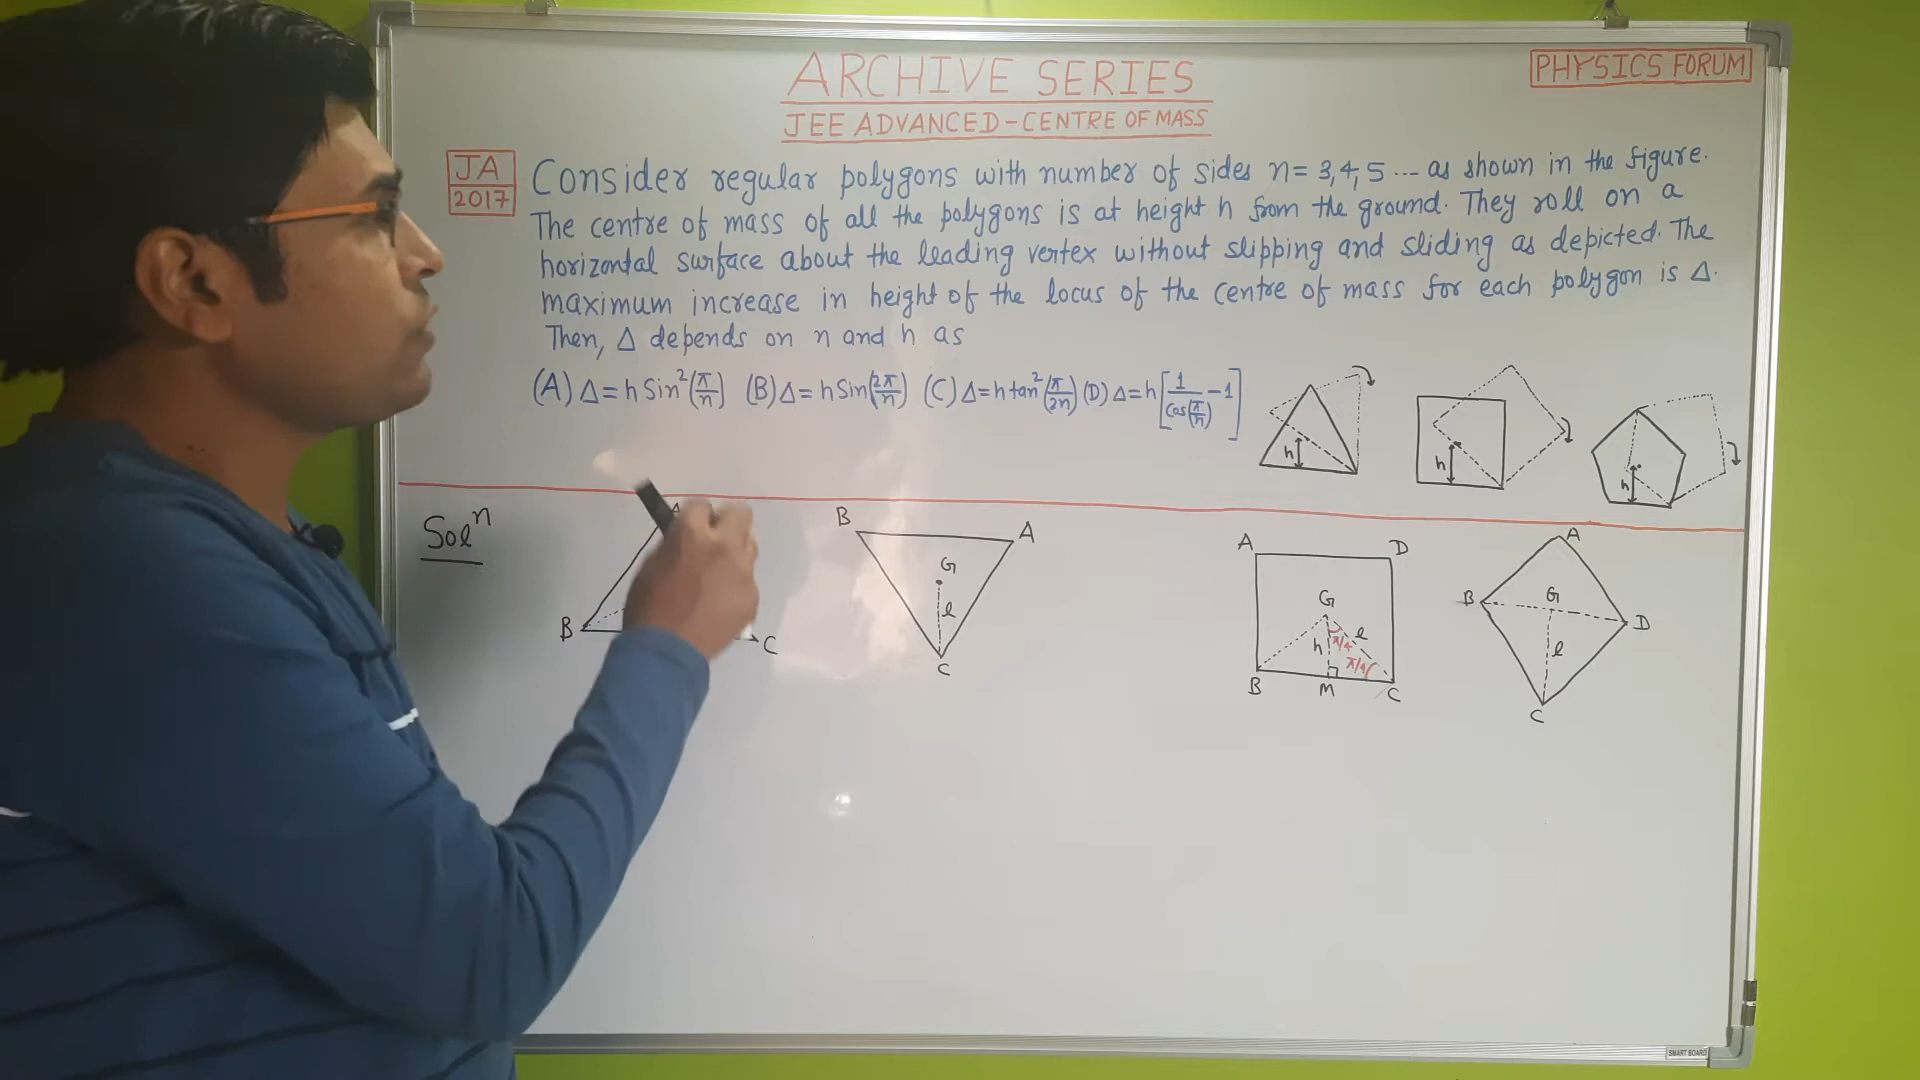 ARCHIVE SERIES
PHYSICS FORUM
JEE ADVANCED-CENTRE OF MASS
JA
2017
Consider regular polygons with number of sides n=3,4,5 --- as shown in the figure.
The centre of mass of all the polygons is at height h from the ground. They roll on a
horizontal surface about the leading vertex without slipping and sliding as depicted. The
maximum increase in height of the locus of the centre of mass for each polygon is Δ.
Then, Δ depends on n and h as
(A) Δ=h Sin²(π/n) (B) Δ=h Sin(2π/n) (C) Δ=h tan²(π/2n) (D) Δ=h[1/Cos(π/n) -1]
h
h
h
Solⁿ
A
B
C
B
A
G
l
C
A
D
G
h
l
π/4
π/4
B
M
C
A
B
G
D
l
C
SMART BOARD